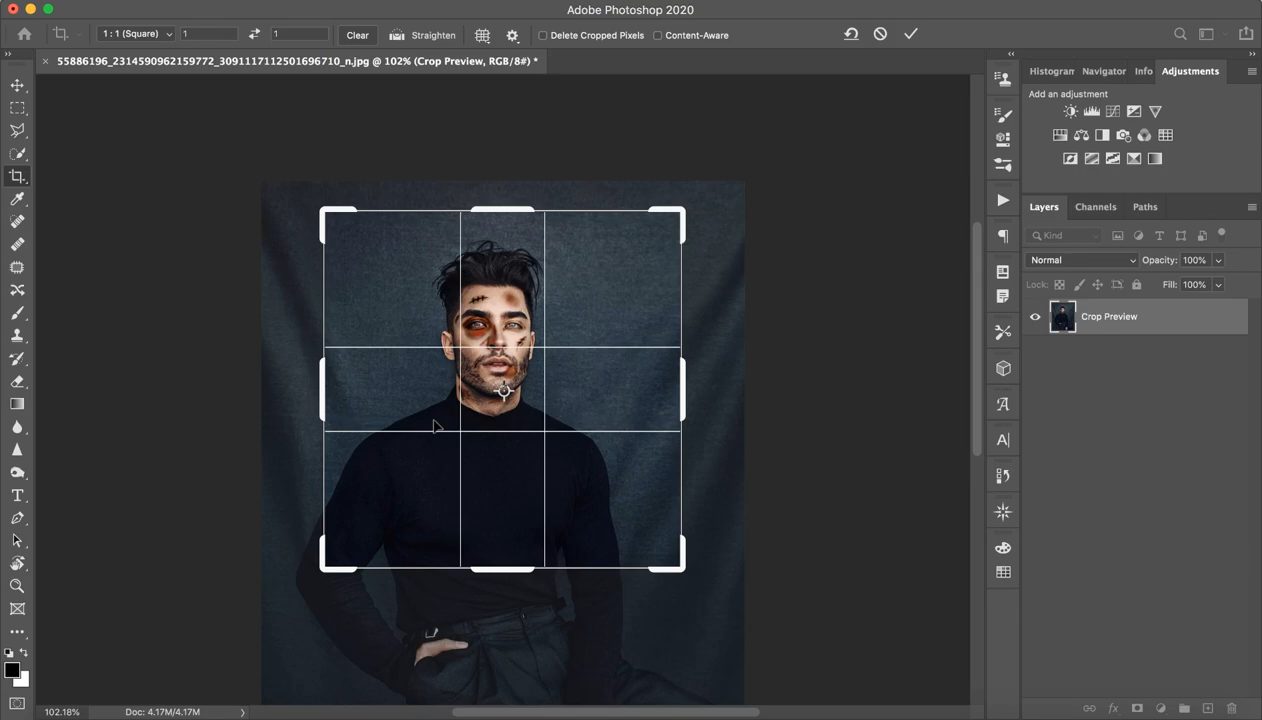 Adobe Photoshop 2020
1 : 1 (Square) 1 1 Clear Straighten Delete Cropped Pixels Content-Aware
55886196_2314590962159772_3091117112501696710_n.jpg @ 102% (Crop Preview, RGB/8#) *
Histogram Navigator Info Adjustments
Add an adjustment
Layers Channels Paths
Kind
Normal Opacity: 100%
Lock: Fill: 100%
Crop Preview
102.18% Doc: 4.17M/4.17M